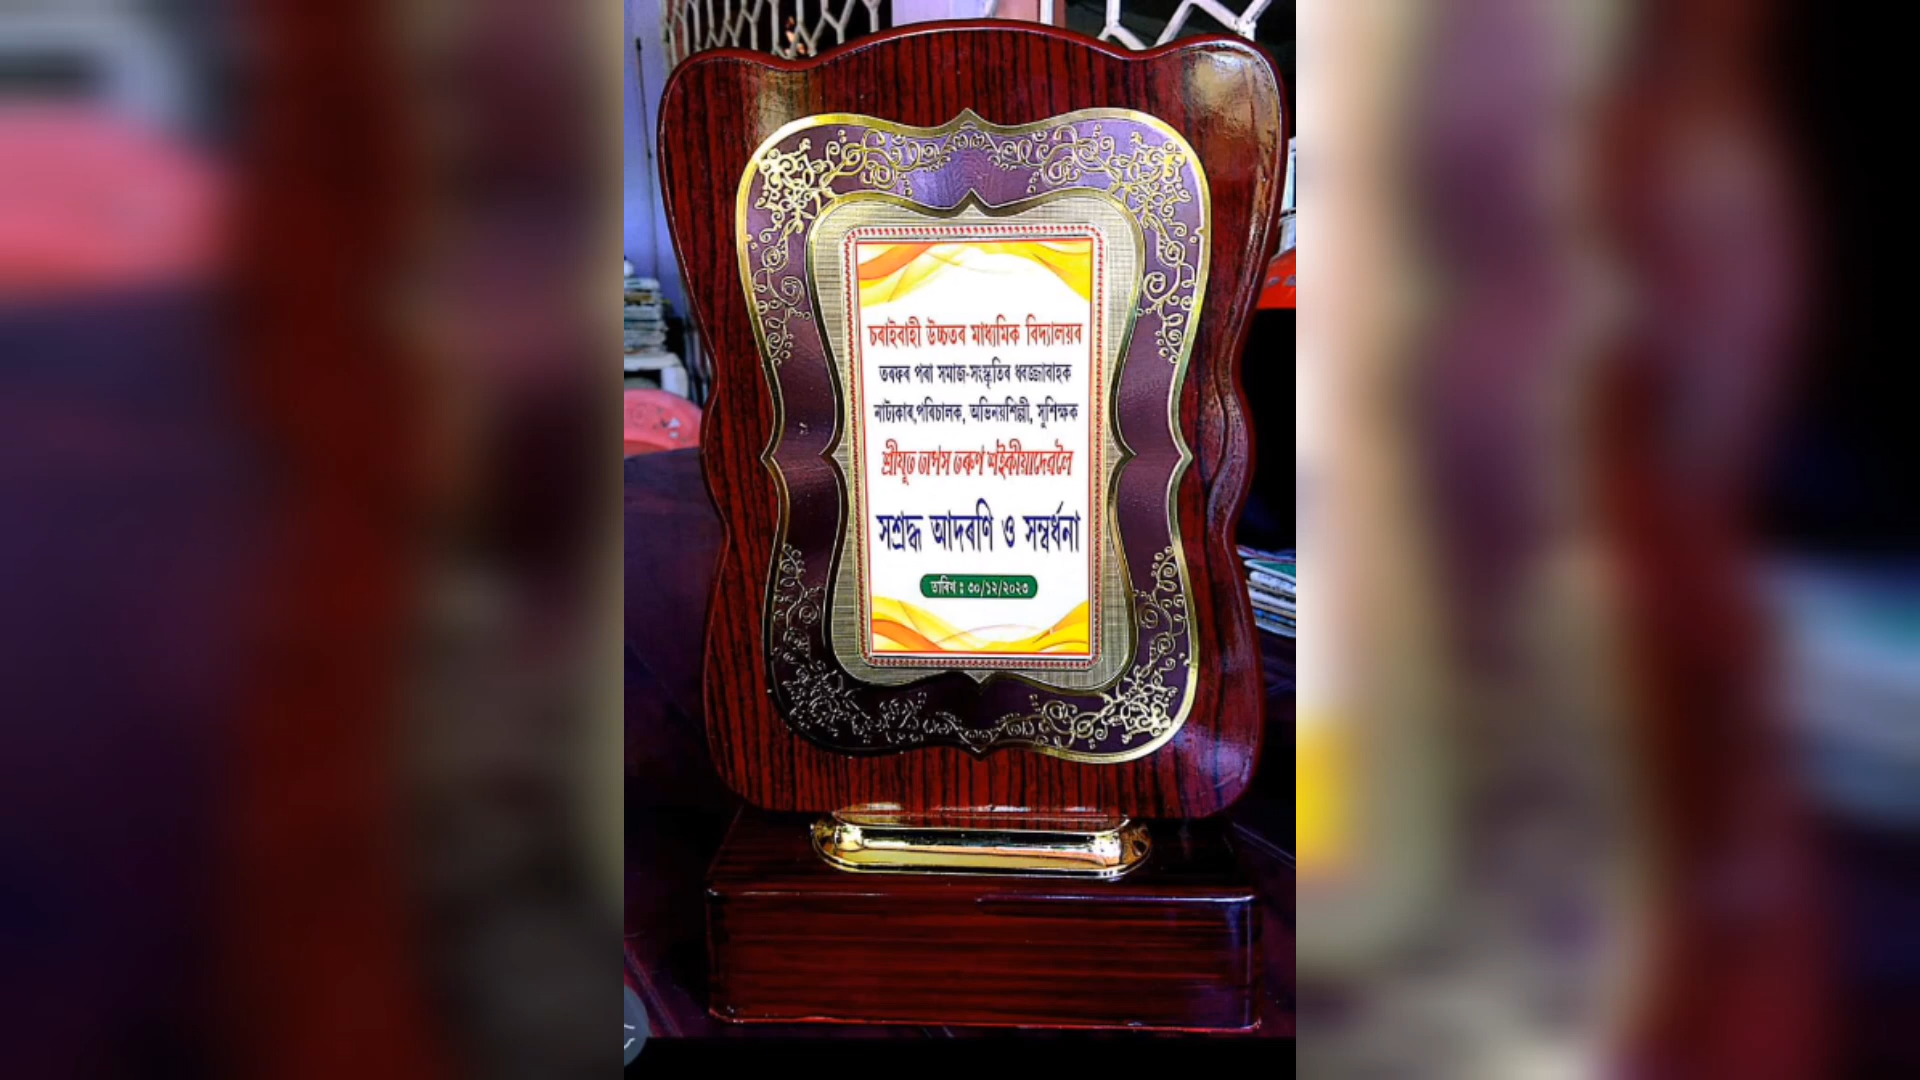 চৰাইবাহী উচ্চতৰ মাধ্যমিক বিদ্যালয়ৰ
তৰফৰ পৰা সমাজ-সংস্কৃতিৰ ধ্বজ্জাবাহক
নাট্যকাৰ,পৰিচালক, অভিনয়শিল্পী, সুশিক্ষক
শ্ৰীযুত তাপস তৰুণ শইকীয়াদেৱলৈ
সশ্ৰদ্ধ আদৰণি ও সম্বৰ্ধনা
তাৰিখ : ৩০/১২/২০২৩